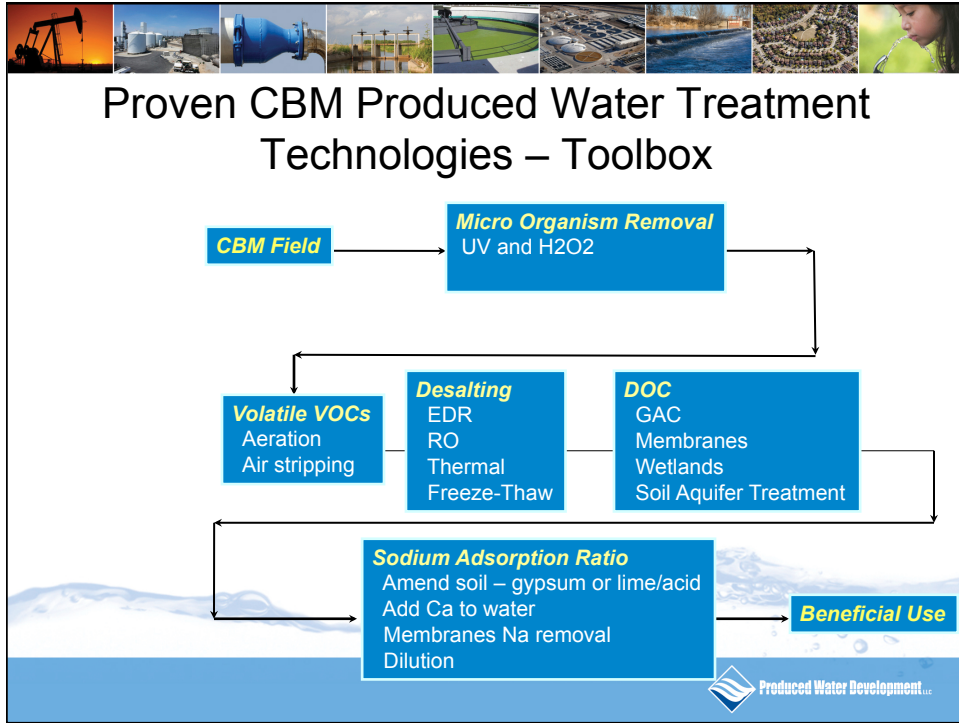 Proven CBM Produced Water Treatment
Technologies – Toolbox
CBM Field
Micro Organism Removal
UV and H2O2
Volatile VOCs
Aeration
Air stripping
Desalting
EDR
RO
Thermal
Freeze-Thaw
DOC
GAC
Membranes
Wetlands
Soil Aquifer Treatment
Sodium Adsorption Ratio
Amend soil – gypsum or lime/acid
Add Ca to water
Membranes Na removal
Dilution
Beneficial Use
Produced Water Development LLC